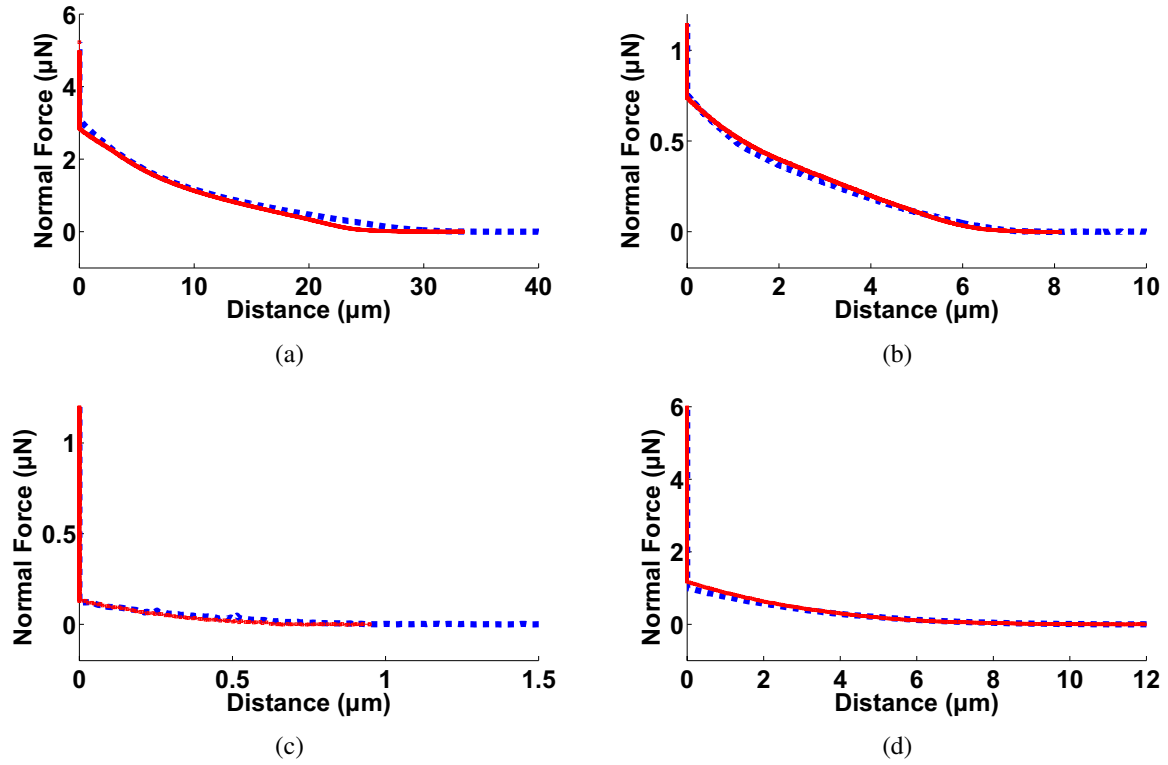 6
4
2
0
Normal Force (µN)
0 10 20 30 40
Distance (µm)
(a)
1
0.5
0
Normal Force (µN)
0 2 4 6 8 10
Distance (µm)
(b)
1
0.5
0
Normal Force (µN)
0 0.5 1 1.5
Distance (µm)
(c)
6
4
2
0
Normal Force (µN)
0 2 4 6 8 10 12
Distance (µm)
(d)